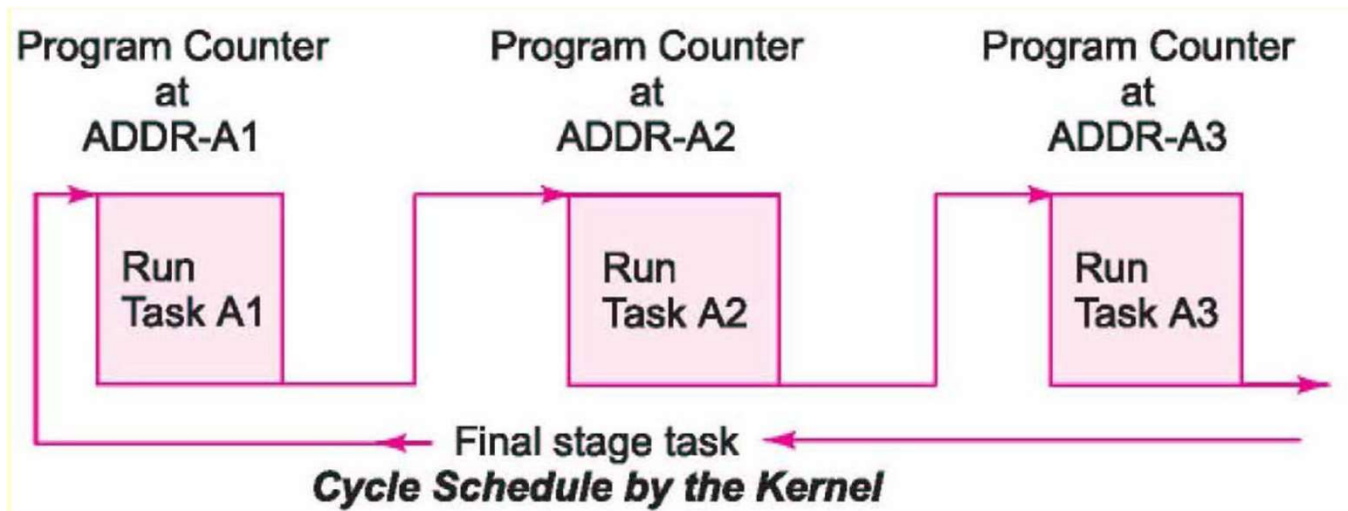 Program Counter
at
ADDR-A1
Program Counter
at
ADDR-A2
Program Counter
at
ADDR-A3
Run
Task A1
Run
Task A2
Run
Task A3
Final stage task
Cycle Schedule by the Kernel